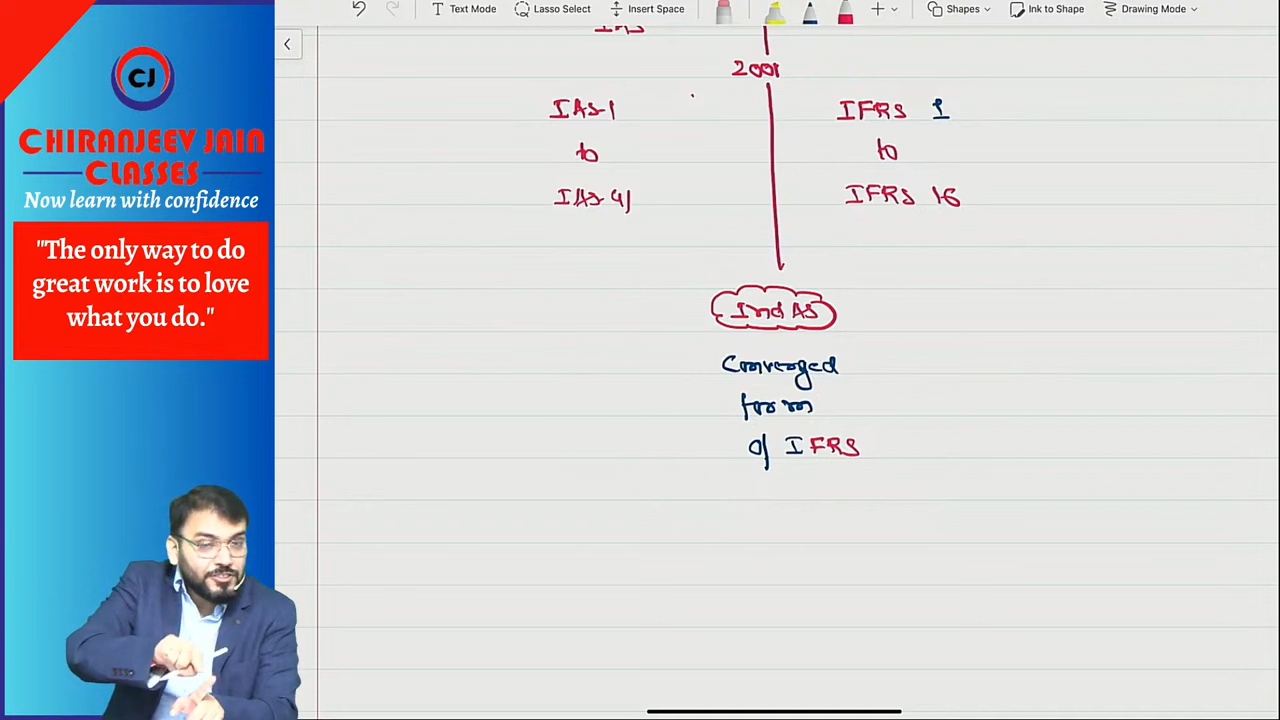 Text Mode Lasso Select Insert Space Shapes Ink to Shape Drawing Mode
CJ
CHIRANJEEV JAIN
CLASSES
Now learn with confidence
"The only way to do
great work is to love
what you do."
IAS
2001
IAS-1 IFRS 1
to to
IAS-41 IFRS 16
Ind AS
Converged
form
of IFRS